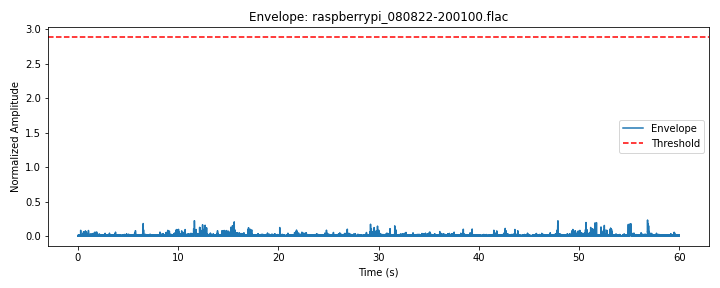 Envelope: raspberrypi_080822-200100.flac
Normalized Amplitude
3.0
2.5
2.0
1.5
1.0
0.5
0.0
Envelope
Threshold
0
10
20
30
40
50
60
Time (s)